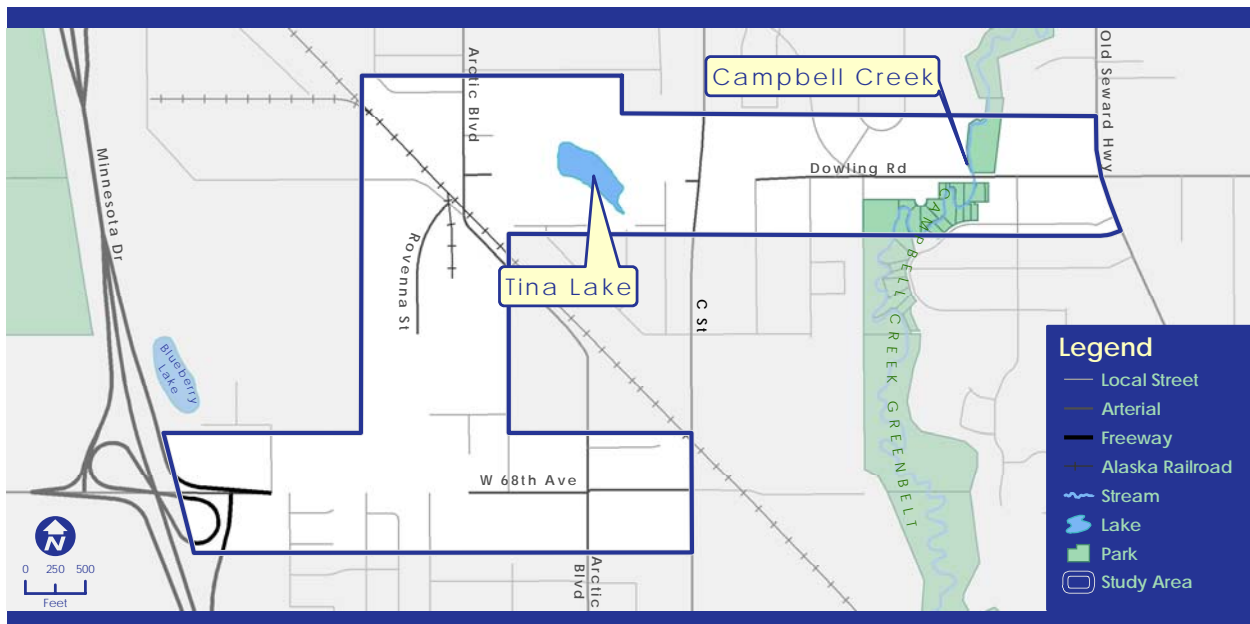 Arctic Blvd
Campbell Creek
Old Seward Hwy
Minnesota Dr
Dowling Rd
CAMPBELL CREEK GREENBELT
Rovenna St
Tina Lake
C St
Blueberry
Lake
W 68th Ave
Arctic
Blvd
N
0 250 500
Feet
Legend
Local Street
Arterial
Freeway
Alaska Railroad
Stream
Lake
Park
Study Area